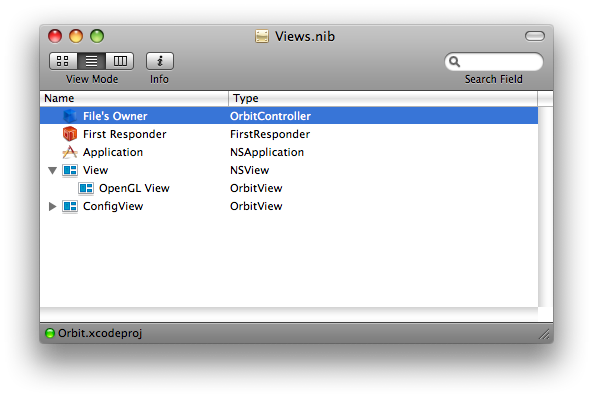 Views.nib
View Mode Info Search Field
Name Type
File's Owner OrbitController
First Responder FirstResponder
Application NSApplication
View NSView
OpenGL View OrbitView
ConfigView OrbitView
Orbit.xcodeproj